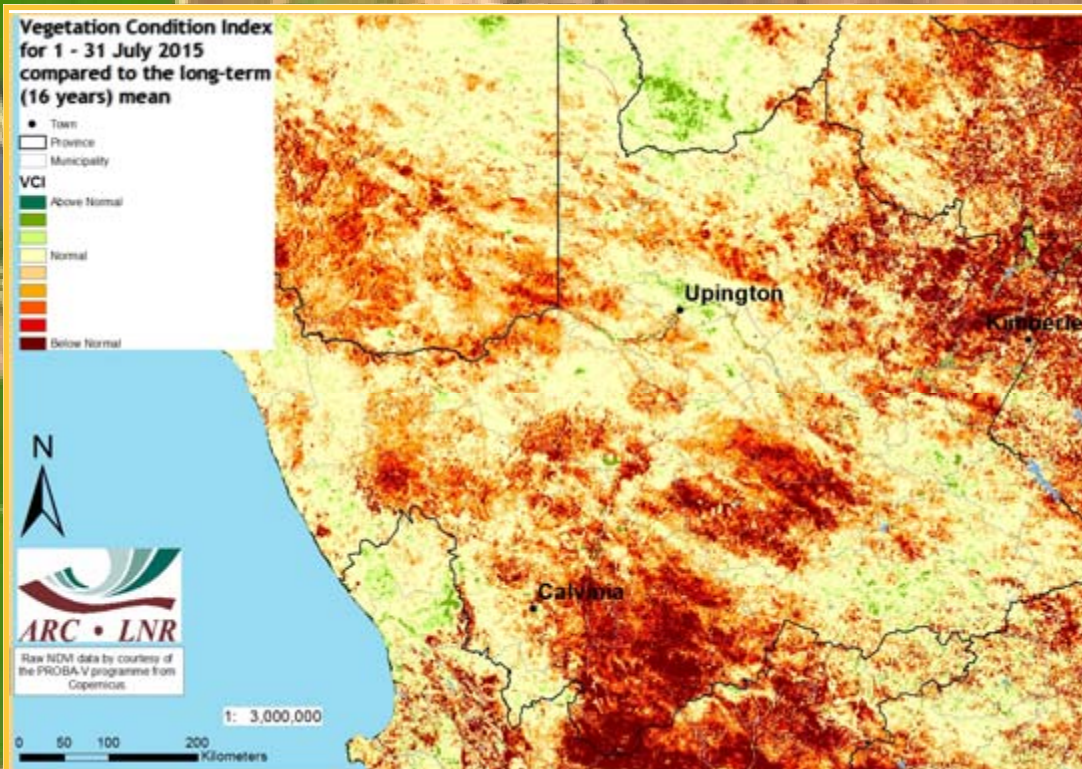 Vegetation Condition Index
for 1 - 31 July 2015
compared to the long-term
(16 years) mean
Town
Province
Municipality
VCI
Above Normal
Normal
Below Normal
Upington
Kimberle
Calvinia
N
ARC • LNR
Raw NDVI data by courtesy of
the PROBA-V programme from
Copernicus.
1: 3,000,000
0 50 100 200
Kilometers